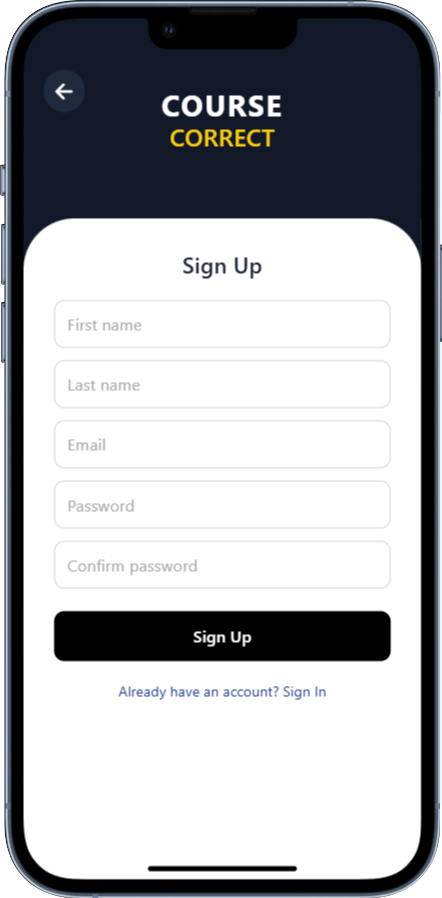 COURSE
CORRECT
Sign Up
First name
Last name
Email
Password
Confirm password
Sign Up
Already have an account? Sign In